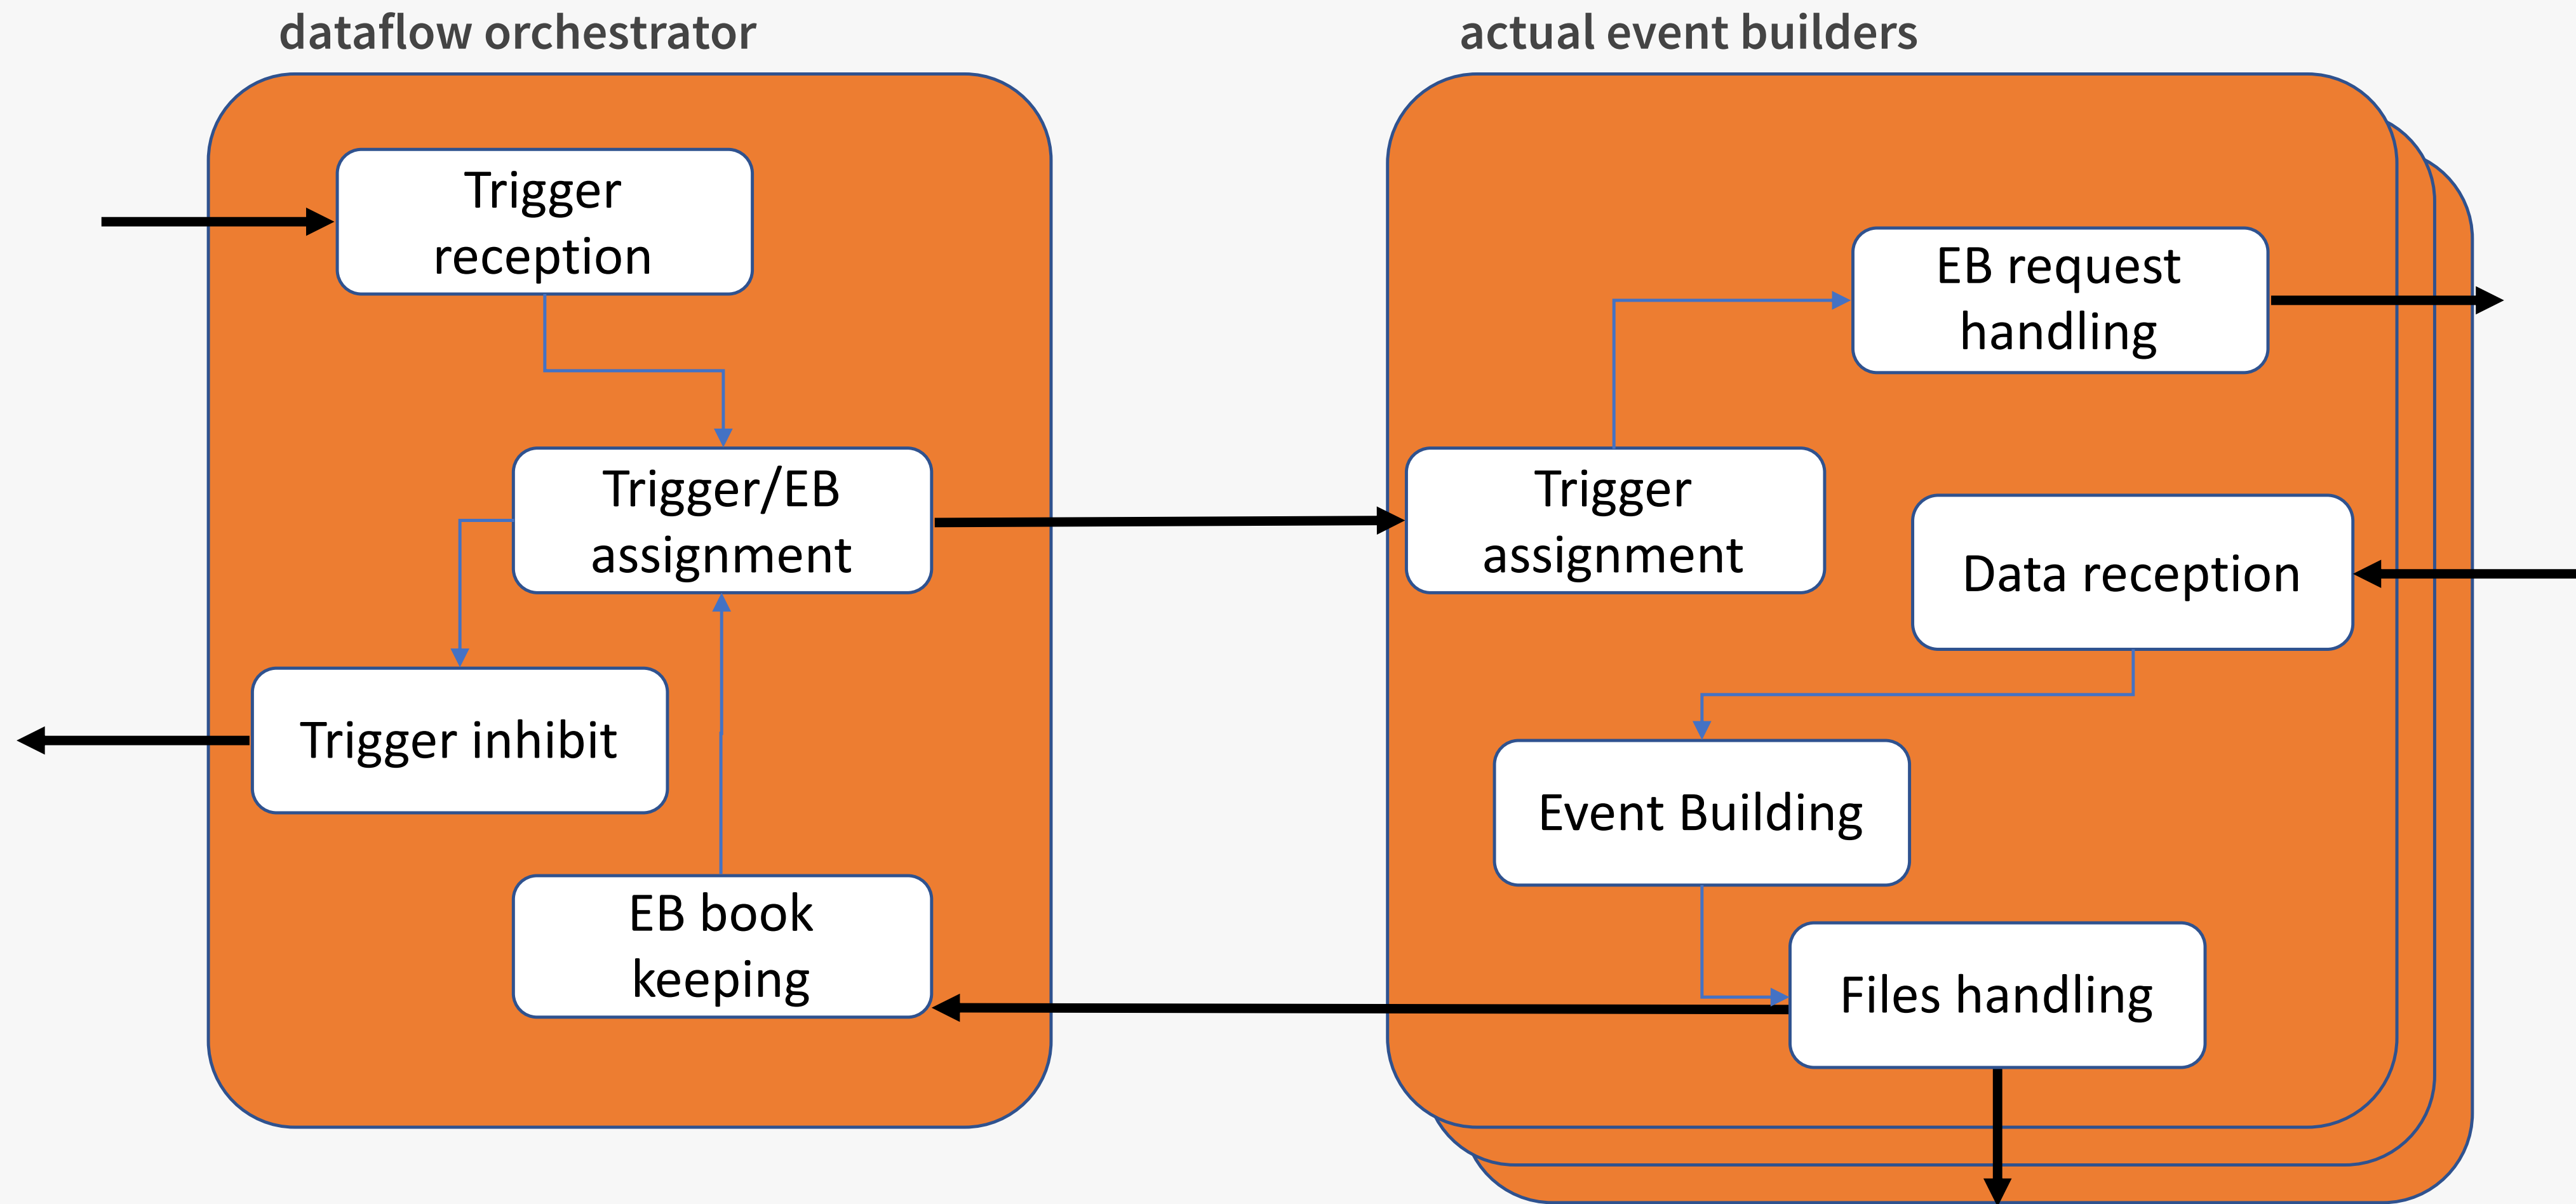 dataflow orchestrator
actual event builders
Trigger
reception
Trigger/EB
assignment
Trigger inhibit
EB book
keeping
EB request
handling
Trigger
assignment
Data reception
Event Building
Files handling